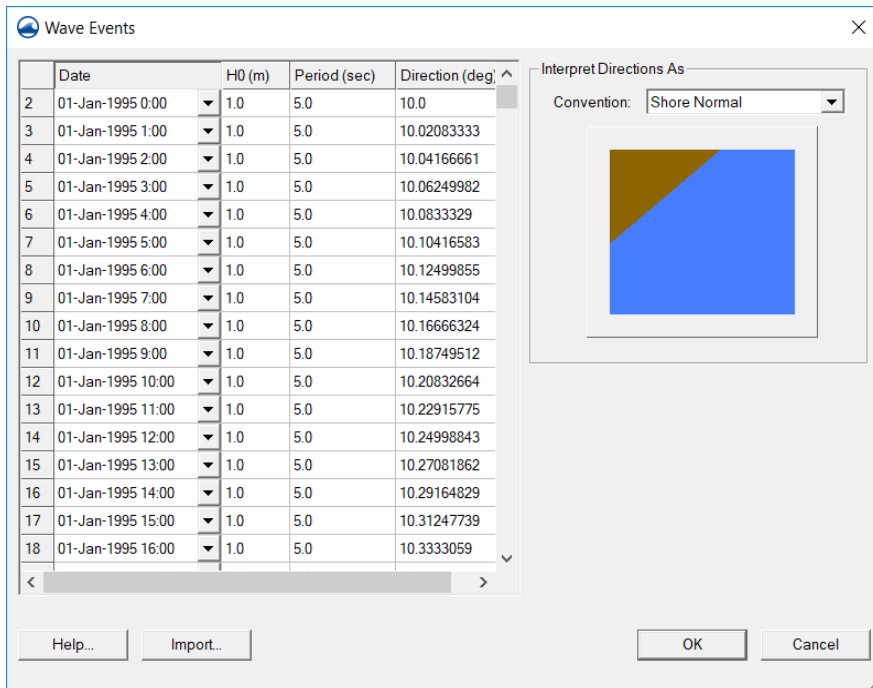 Wave Events
Date H0 (m) Period (sec) Direction (deg)
2 01-Jan-1995 0:00 1.0 5.0 10.0
3 01-Jan-1995 1:00 1.0 5.0 10.02083333
4 01-Jan-1995 2:00 1.0 5.0 10.04166661
5 01-Jan-1995 3:00 1.0 5.0 10.06249982
6 01-Jan-1995 4:00 1.0 5.0 10.0833329
7 01-Jan-1995 5:00 1.0 5.0 10.10416583
8 01-Jan-1995 6:00 1.0 5.0 10.12499855
9 01-Jan-1995 7:00 1.0 5.0 10.14583104
10 01-Jan-1995 8:00 1.0 5.0 10.16666324
11 01-Jan-1995 9:00 1.0 5.0 10.18749512
12 01-Jan-1995 10:00 1.0 5.0 10.20832664
13 01-Jan-1995 11:00 1.0 5.0 10.22915775
14 01-Jan-1995 12:00 1.0 5.0 10.24998843
15 01-Jan-1995 13:00 1.0 5.0 10.27081862
16 01-Jan-1995 14:00 1.0 5.0 10.29164829
17 01-Jan-1995 15:00 1.0 5.0 10.31247739
18 01-Jan-1995 16:00 1.0 5.0 10.3333059
Interpret Directions As
Convention: Shore Normal
Help... Import... OK Cancel